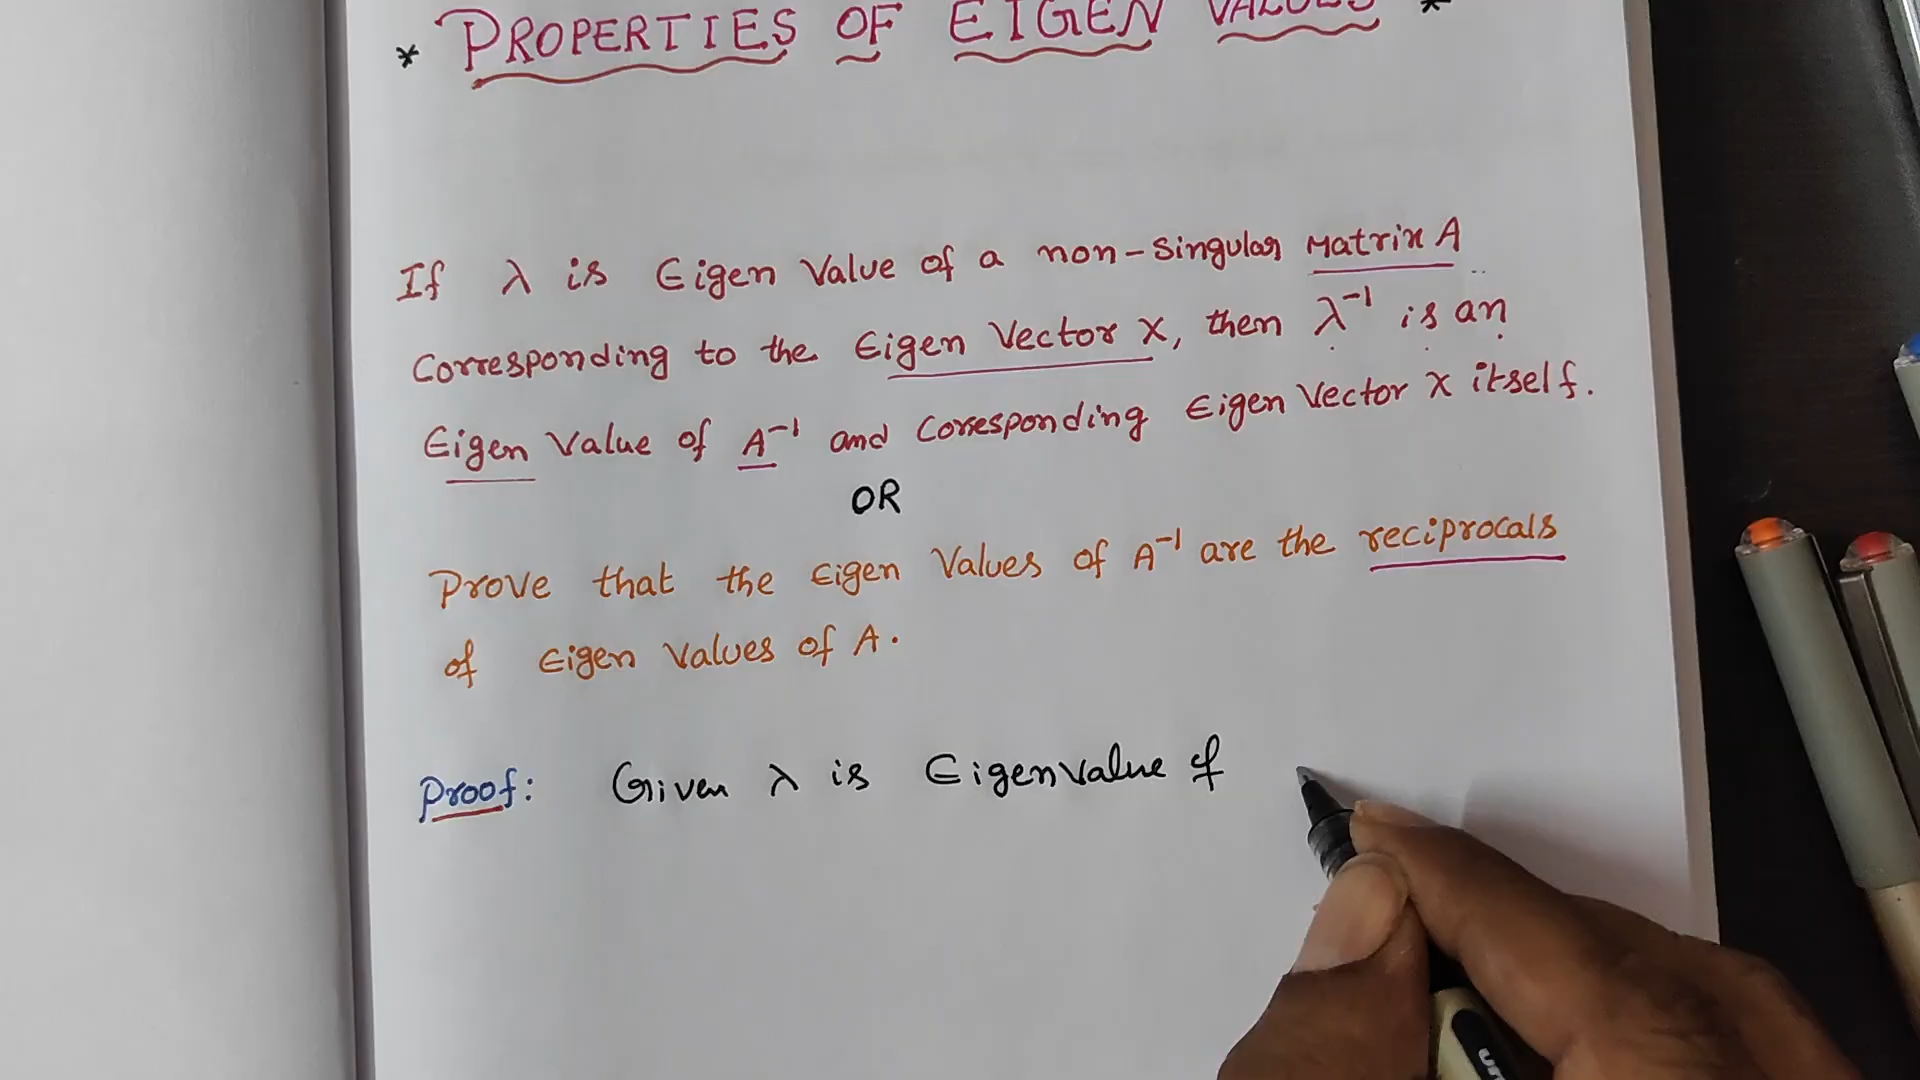 * PROPERTIES OF EIGEN VALUES *
If λ is Eigen Value of a non-singular Matrix A
Corresponding to the Eigen Vector X, then λ⁻¹ is an
Eigen Value of A⁻¹ and Corresponding Eigen Vector X itself.
OR
Prove that the Eigen Values of A⁻¹ are the reciprocals
of Eigen Values of A.
Proof: Given λ is Eigenvalue of